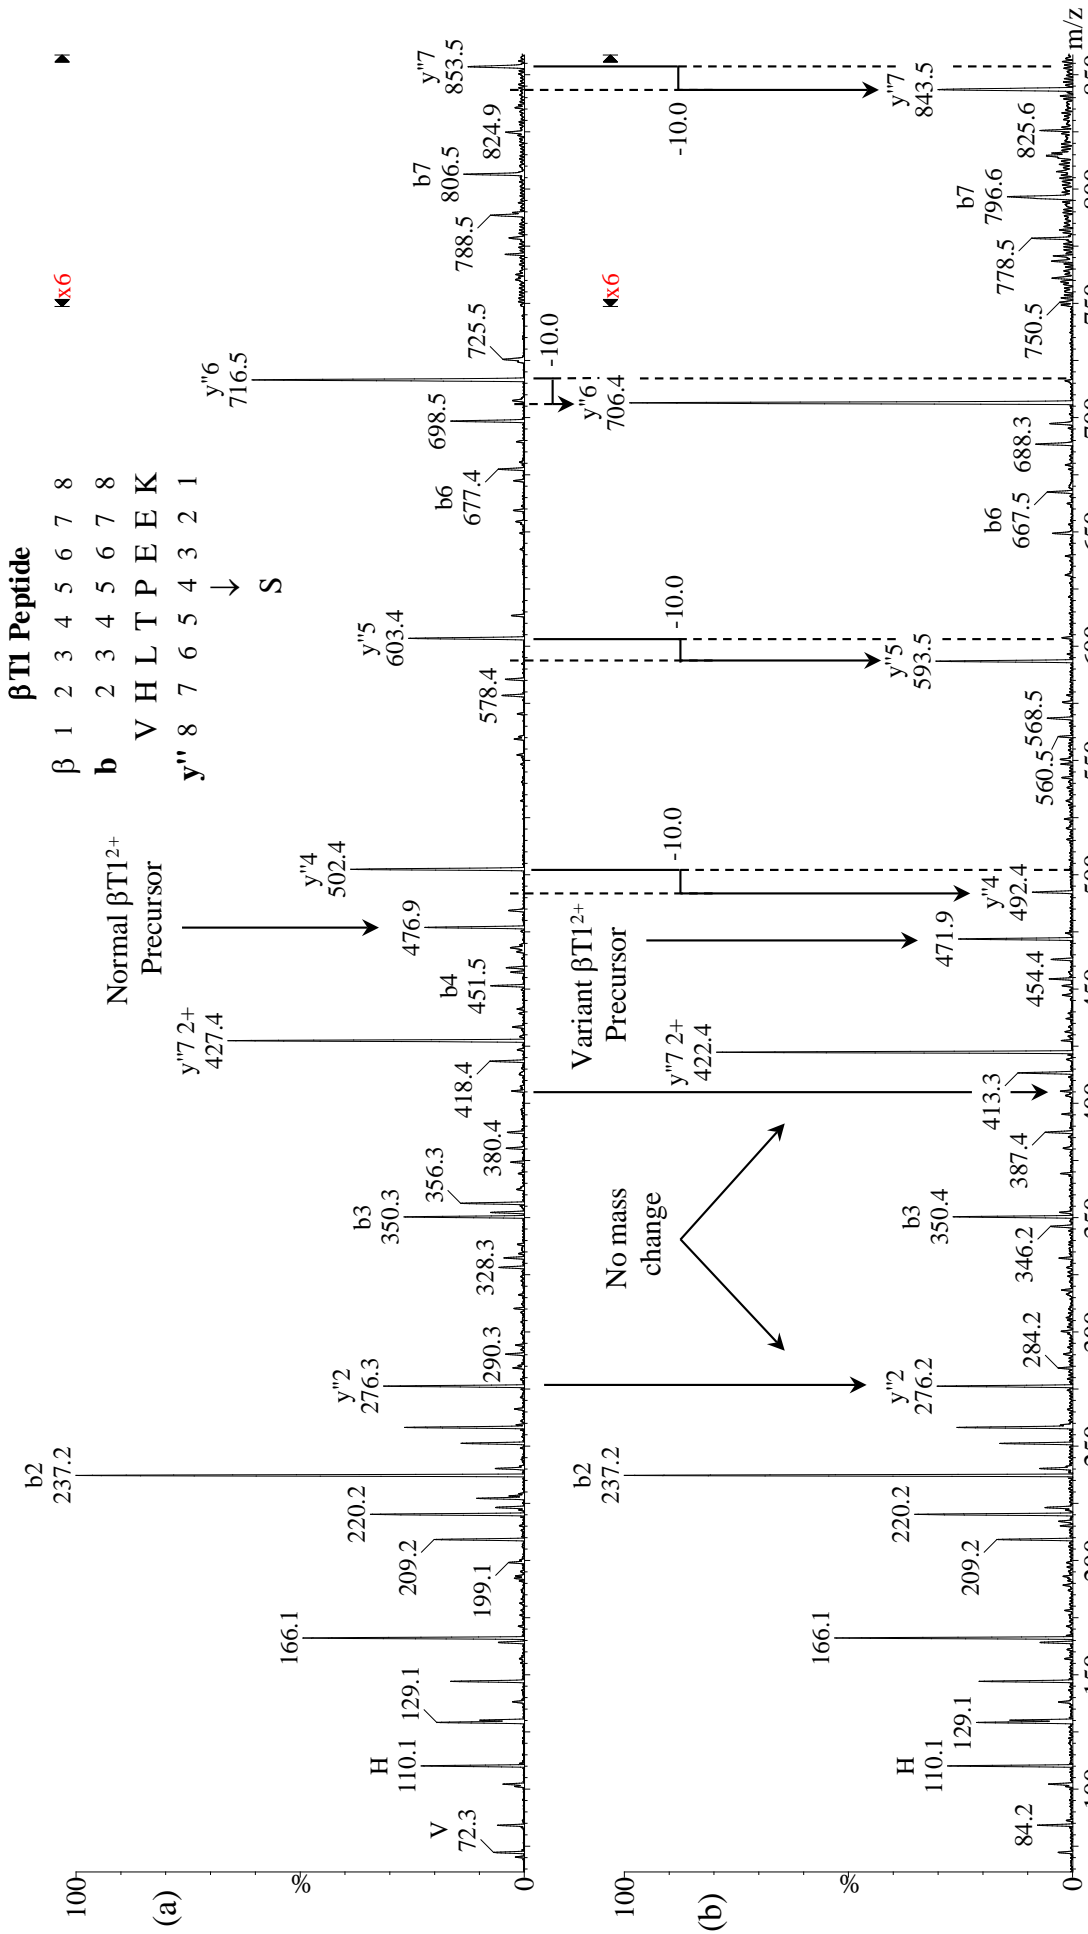 βT1 Peptide
β 1 2 3 4 5 6 7 8
b 2 3 4 5 6 7 8
V H L T P E E K
y'' 8 7 6 5 4 3 2 1
↓
S
100
(a)
%
0
V
72.3
H
110.1
129.1
166.1
199.1
209.2
220.2
b2
237.2
y''2
276.3
290.3
328.3
b3
350.3
356.3
380.4
418.4
y''7 2+
427.4
b4
451.5
Normal βT12+
Precursor
476.9
y''4
502.4
578.4
y''5
603.4
b6
677.4
698.5
y''6
716.5
725.5
x6
788.5
b7
806.5
824.9
y''7
853.5
No mass
change
-10.0
-10.0
-10.0
-10.0
100
(b)
%
0
84.2
H
110.1
129.1
166.1
209.2
220.2
b2
237.2
y''2
276.2
284.2
346.2
b3
350.4
387.4
413.3
y''7 2+
422.4
454.4
Variant βT12+
Precursor
471.9
y''4
492.4
560.5
568.5
y''5
593.5
b6
667.5
688.3
y''6
706.4
x6
750.5
778.5
b7
796.6
825.6
y''7
843.5
m/z